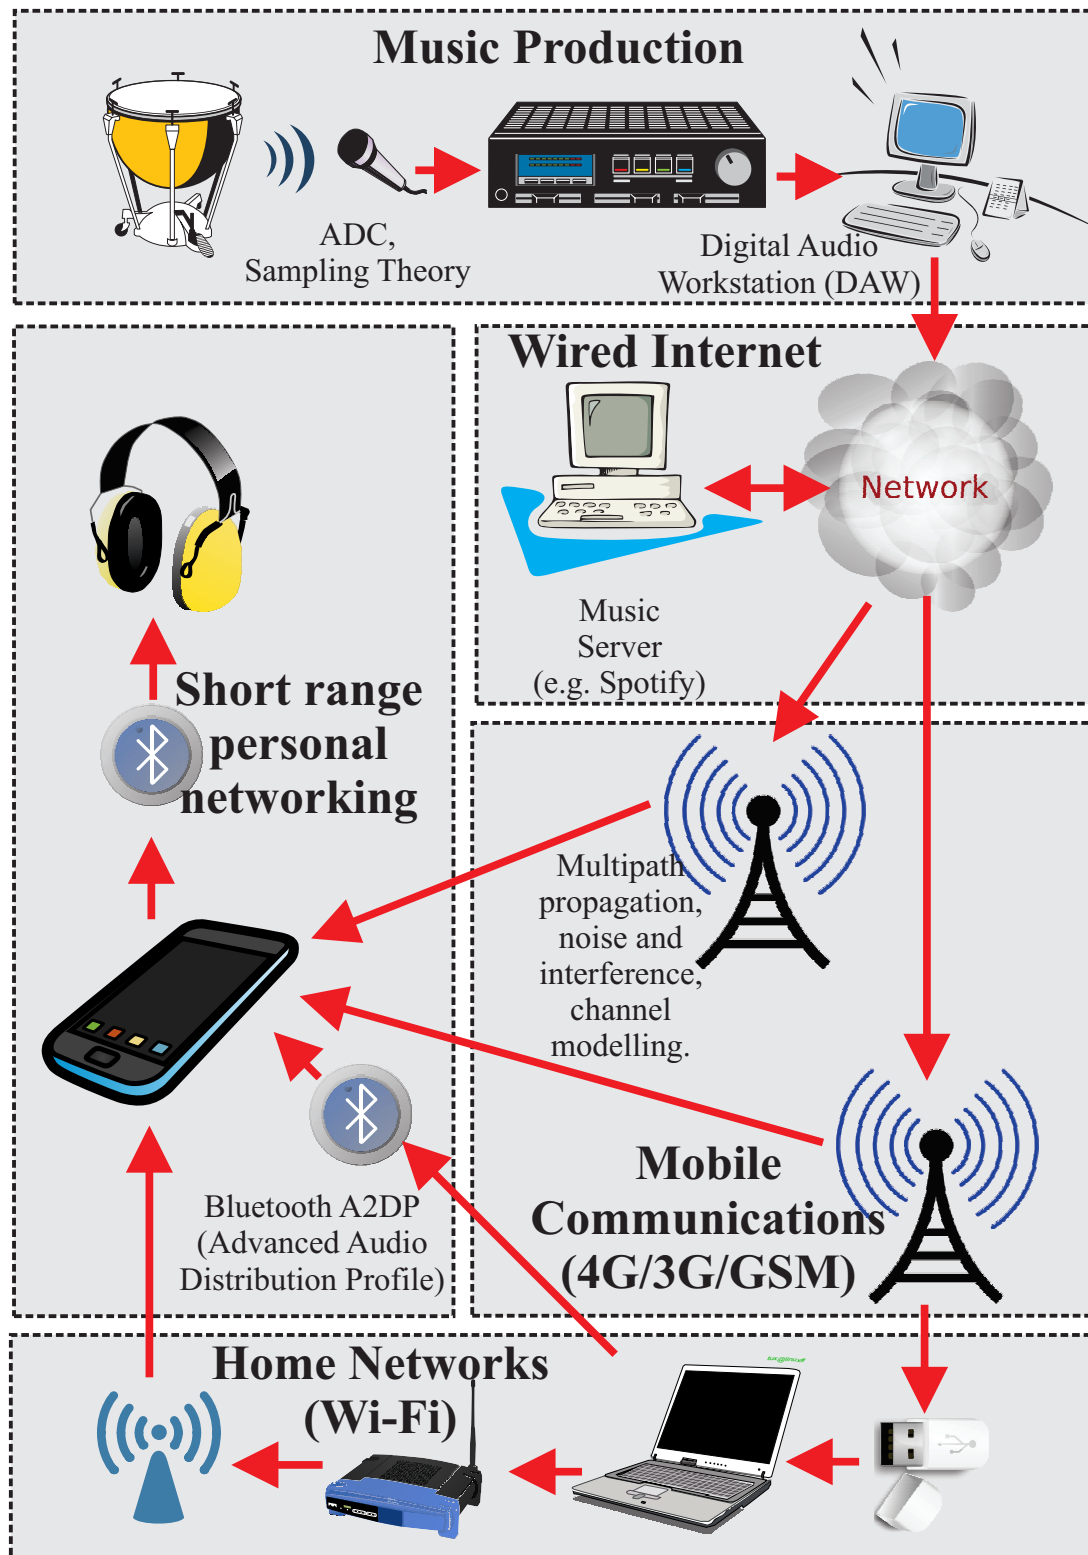 Music Production
ADC,
Sampling Theory
Digital Audio
Workstation (DAW)
Wired Internet
Network
Music
Server
(e.g. Spotify)
Short range
personal
networking
Multipath
propagation,
noise and
interference,
channel
modelling.
Mobile
Communications
(4G/3G/GSM)
Bluetooth A2DP
(Advanced Audio
Distribution Profile)
Home Networks
(Wi-Fi)